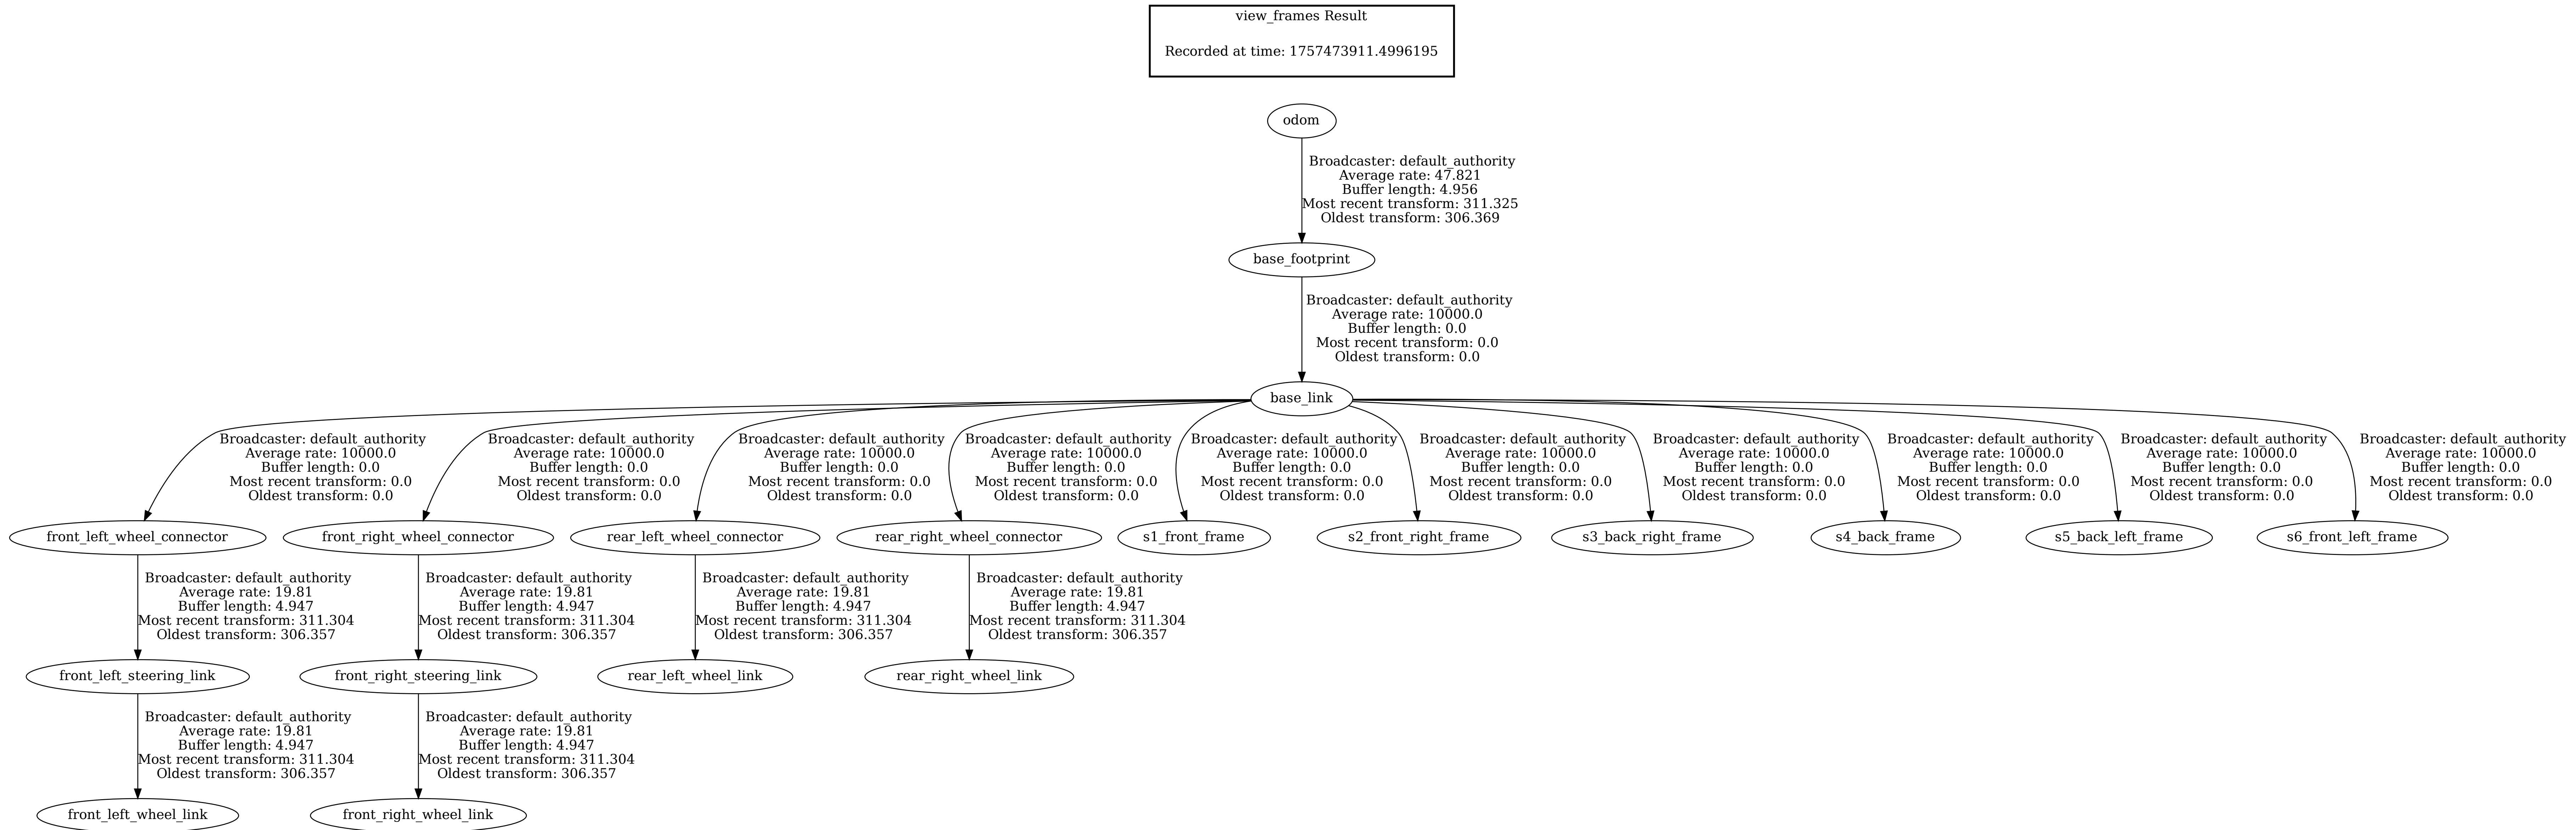 view_frames Result
Recorded at time: 1757473911.4996195
odom
Broadcaster: default_authority
Average rate: 47.821
Buffer length: 4.956
Most recent transform: 311.325
Oldest transform: 306.369
base_footprint
Broadcaster: default_authority
Average rate: 10000.0
Buffer length: 0.0
Most recent transform: 0.0
Oldest transform: 0.0
base_link
Broadcaster: default_authority
Average rate: 10000.0
Buffer length: 0.0
Most recent transform: 0.0
Oldest transform: 0.0
Broadcaster: default_authority
Average rate: 10000.0
Buffer length: 0.0
Most recent transform: 0.0
Oldest transform: 0.0
Broadcaster: default_authority
Average rate: 10000.0
Buffer length: 0.0
Most recent transform: 0.0
Oldest transform: 0.0
Broadcaster: default_authority
Average rate: 10000.0
Buffer length: 0.0
Most recent transform: 0.0
Oldest transform: 0.0
Broadcaster: default_authority
Average rate: 10000.0
Buffer length: 0.0
Most recent transform: 0.0
Oldest transform: 0.0
Broadcaster: default_authority
Average rate: 10000.0
Buffer length: 0.0
Most recent transform: 0.0
Oldest transform: 0.0
Broadcaster: default_authority
Average rate: 10000.0
Buffer length: 0.0
Most recent transform: 0.0
Oldest transform: 0.0
Broadcaster: default_authority
Average rate: 10000.0
Buffer length: 0.0
Most recent transform: 0.0
Oldest transform: 0.0
Broadcaster: default_authority
Average rate: 10000.0
Buffer length: 0.0
Most recent transform: 0.0
Oldest transform: 0.0
Broadcaster: default_authority
Average rate: 10000.0
Buffer length: 0.0
Most recent transform: 0.0
Oldest transform: 0.0
front_left_wheel_connector
front_right_wheel_connector
rear_left_wheel_connector
rear_right_wheel_connector
s1_front_frame
s2_front_right_frame
s3_back_right_frame
s4_back_frame
s5_back_left_frame
s6_front_left_frame
Broadcaster: default_authority
Average rate: 19.81
Buffer length: 4.947
Most recent transform: 311.304
Oldest transform: 306.357
Broadcaster: default_authority
Average rate: 19.81
Buffer length: 4.947
Most recent transform: 311.304
Oldest transform: 306.357
Broadcaster: default_authority
Average rate: 19.81
Buffer length: 4.947
Most recent transform: 311.304
Oldest transform: 306.357
Broadcaster: default_authority
Average rate: 19.81
Buffer length: 4.947
Most recent transform: 311.304
Oldest transform: 306.357
front_left_steering_link
front_right_steering_link
rear_left_wheel_link
rear_right_wheel_link
Broadcaster: default_authority
Average rate: 19.81
Buffer length: 4.947
Most recent transform: 311.304
Oldest transform: 306.357
Broadcaster: default_authority
Average rate: 19.81
Buffer length: 4.947
Most recent transform: 311.304
Oldest transform: 306.357
front_left_wheel_link
front_right_wheel_link